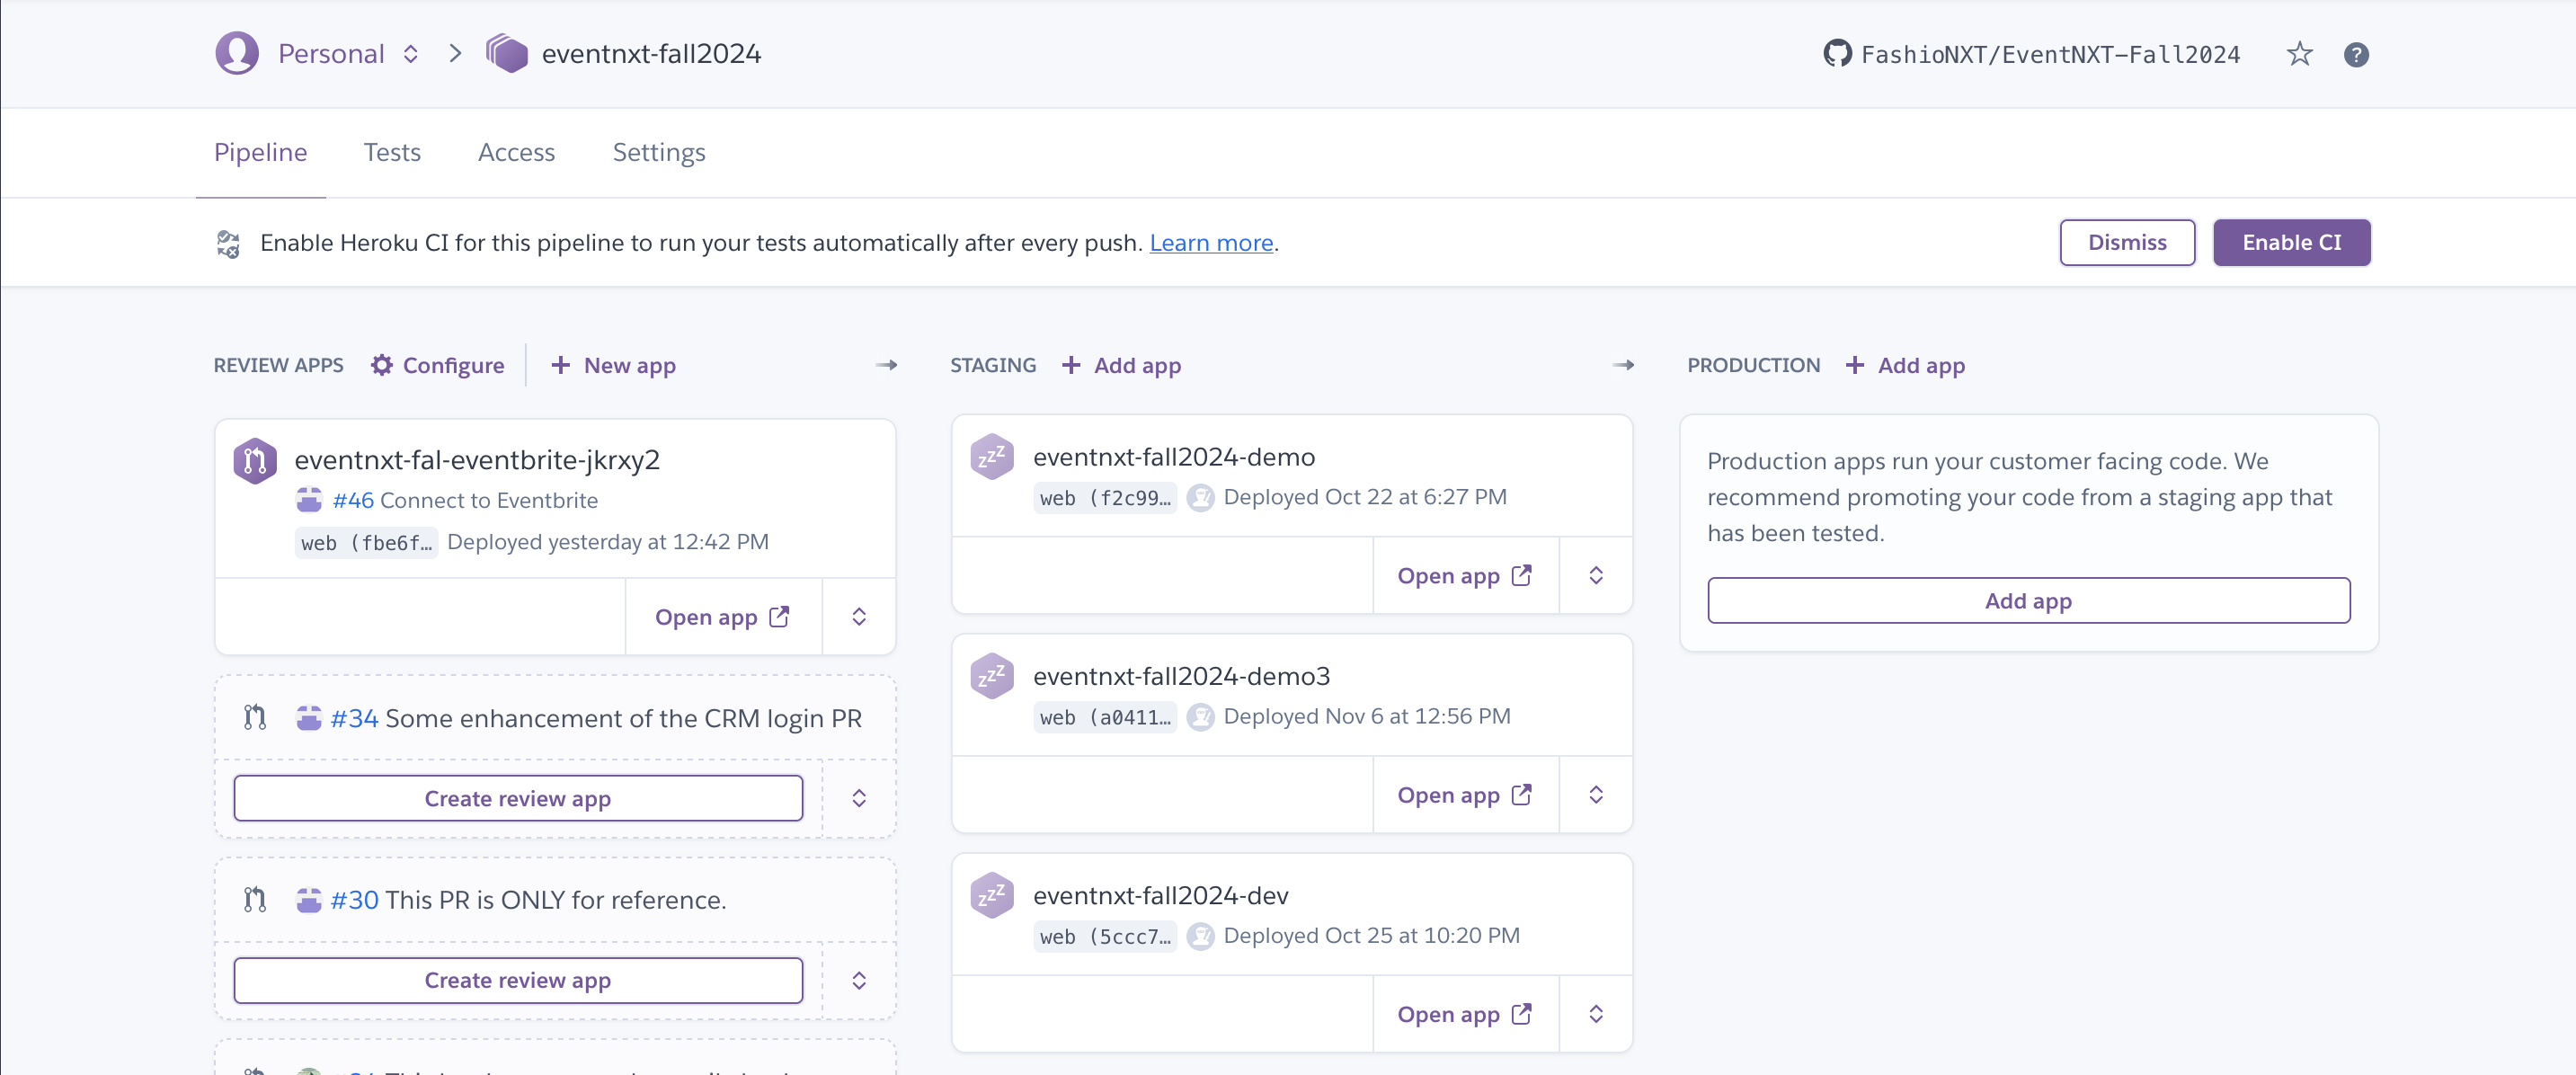 Personal
eventnxt-fall2024
FashioNXT/EventNXT-Fall2024
?
Pipeline
Tests
Access
Settings
Enable Heroku CI for this pipeline to run your tests automatically after every push. Learn more.
Dismiss
Enable CI
REVIEW APPS
Configure
+ New app
eventnxt-fal-eventbrite-jkrxy2
#46 Connect to Eventbrite
web (fbe6f… Deployed yesterday at 12:42 PM
Open app
#34 Some enhancement of the CRM login PR
Create review app
#30 This PR is ONLY for reference.
Create review app
STAGING
+ Add app
zzz
eventnxt-fall2024-demo
web (f2c99… Deployed Oct 22 at 6:27 PM
Open app
zzz
eventnxt-fall2024-demo3
web (a0411… Deployed Nov 6 at 12:56 PM
Open app
zzz
eventnxt-fall2024-dev
web (5ccc7… Deployed Oct 25 at 10:20 PM
Open app
PRODUCTION
+ Add app
Production apps run your customer facing code. We
recommend promoting your code from a staging app that
has been tested.
Add app